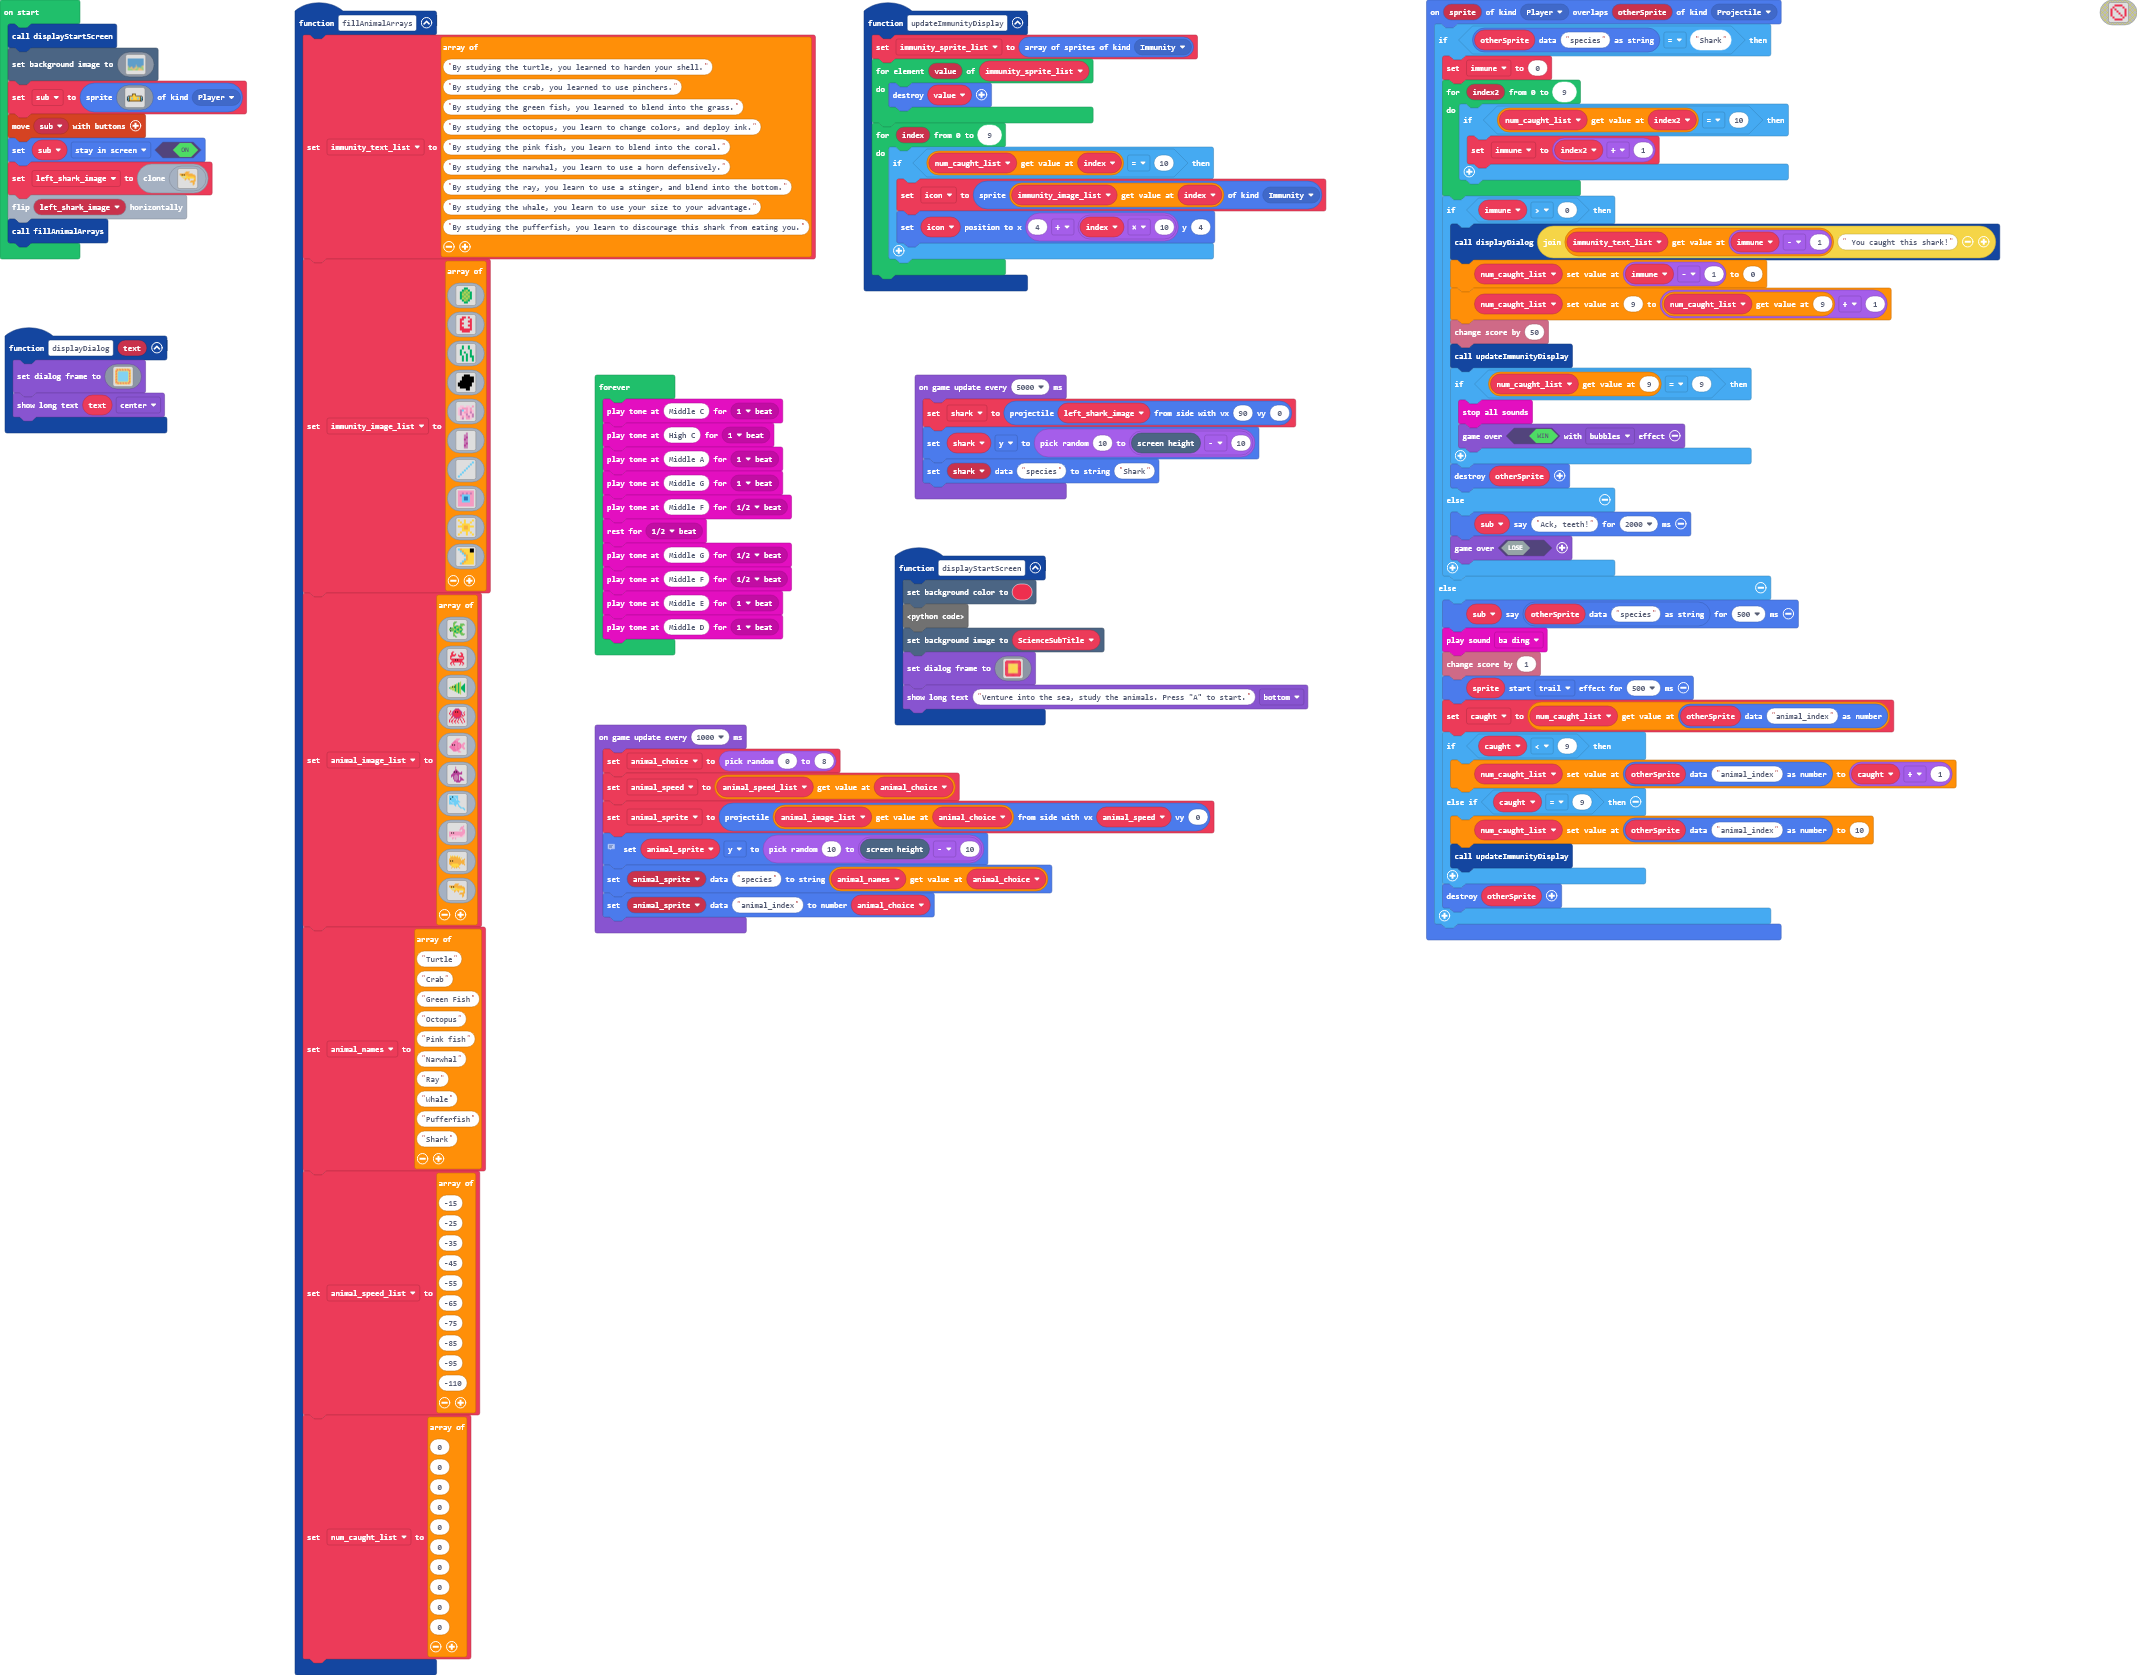 on start
call displayStartScreen
set background image to
set sub to sprite of kind Player
move sub with buttons
set sub stay in screen ON
set left_shark_image to clone
flip left_shark_image horizontally
call fillAnimalArrays
function displayDialog text
set dialog frame to
show long text text center
function fillAnimalArrays
set immunity_text_list to array of
"By studying the turtle, you learned to harden your shell."
"By studying the crab, you learned to use pinchers."
"By studying the green fish, you learned to blend into the grass."
"By studying the octopus, you learn to change colors, and deploy ink."
"By studying the pink fish, you learn to blend into the coral."
"By studying the narwhal, you learn to use a horn defensively."
"By studying the ray, you learn to use a stinger, and blend into the bottom."
"By studying the whale, you learn to use your size to your advantage."
"By studying the pufferfish, you learn to discourage this shark from eating you."
set immunity_image_list to array of
set animal_image_list to array of
set animal_names to array of
"Turtle"
"Crab"
"Green Fish"
"Octopus"
"Pink fish"
"Narwhal"
"Ray"
"Whale"
"Pufferfish"
"Shark"
set animal_speed_list to array of
-15
-25
-35
-45
-55
-65
-75
-85
-95
-110
set num_caught_list to array of
0
0
0
0
0
0
0
0
0
0
forever
play tone at Middle C for 1 beat
play tone at High C for 1 beat
play tone at Middle A for 1 beat
play tone at Middle G for 1 beat
play tone at Middle F for 1/2 beat
rest for 1/2 beat
play tone at Middle G for 1/2 beat
play tone at Middle F for 1/2 beat
play tone at Middle E for 1 beat
play tone at Middle D for 1 beat
on game update every 1000 ms
set animal_choice to pick random 0 to 8
set animal_speed to animal_speed_list get value at animal_choice
set animal_sprite to projectile animal_image_list get value at animal_choice from side with vx animal_speed vy 0
set animal_sprite y to pick random 10 to screen height - 10
set animal_sprite data "species" to string animal_names get value at animal_choice
set animal_sprite data "animal_index" to number animal_choice
function updateImmunityDisplay
set immunity_sprite_list to array of sprites of kind Immunity
for element value of immunity_sprite_list
do
destroy value
for index from 0 to 9
do
if num_caught_list get value at index = 10 then
set icon to sprite immunity_image_list get value at index of kind Immunity
set icon position to x 4 + index x 10 y 4
on game update every 5000 ms
set shark to projectile left_shark_image from side with vx 90 vy 0
set shark y to pick random 10 to screen height - 10
set shark data "species" to string "Shark"
function displayStartScreen
set background color to
<python code>
set background image to ScienceSubTitle
set dialog frame to
show long text "Venture into the sea, study the animals. Press "A" to start." bottom
on sprite of kind Player overlaps otherSprite of kind Projectile
if otherSprite data "species" as string = "Shark" then
set immune to 0
for index2 from 0 to 9
do
if num_caught_list get value at index2 = 10 then
set immune to index2 + 1
if immune > 0 then
call displayDialog join immunity_text_list get value at immune - 1 " You caught this shark!"
num_caught_list set value at immune - 1 to 0
num_caught_list set value at 9 to num_caught_list get value at 9 + 1
change score by 50
call updateImmunityDisplay
if num_caught_list get value at 9 = 9 then
stop all sounds
game over WIN with bubbles effect
destroy otherSprite
else
sub say "Ack, teeth!" for 2000 ms
game over LOSE
else
sub say otherSprite data "species" as string for 500 ms
play sound ba ding
change score by 1
sprite start trail effect for 500 ms
set caught to num_caught_list get value at otherSprite data "animal_index" as number
if caught < 9 then
num_caught_list set value at otherSprite data "animal_index" as number to caught + 1
else if caught = 9 then
num_caught_list set value at otherSprite data "animal_index" as number to 10
call updateImmunityDisplay
destroy otherSprite